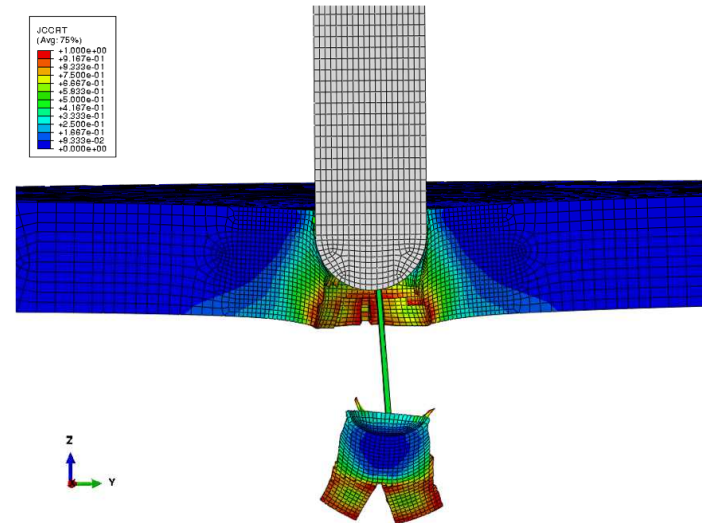 JCCRT
(Avg: 75%)
+1.000e+00
+9.167e-01
+8.333e-01
+7.500e-01
+6.667e-01
+5.833e-01
+5.000e-01
+4.167e-01
+3.333e-01
+2.500e-01
+1.667e-01
+8.333e-02
+0.000e+00
Z
Y